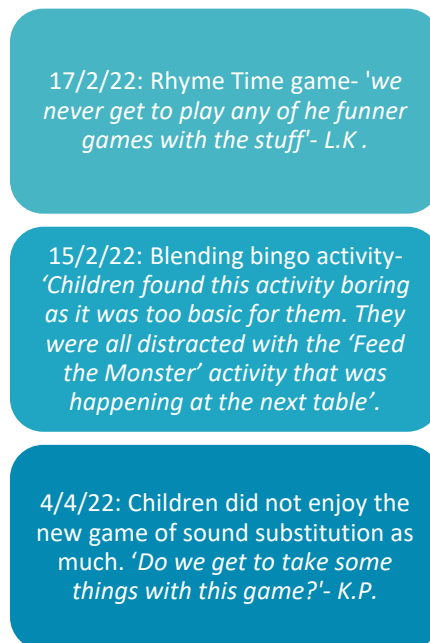 17/2/22: Rhyme Time game- 'we
never get to play any of he funner
games with the stuff'- L.K .
15/2/22: Blending bingo activity-
‘Children found this activity boring
as it was too basic for them. They
were all distracted with the ‘Feed
the Monster’ activity that was
happening at the next table’.
4/4/22: Children did not enjoy the
new game of sound substitution as
much. ‘Do we get to take some
things with this game?'- K.P.